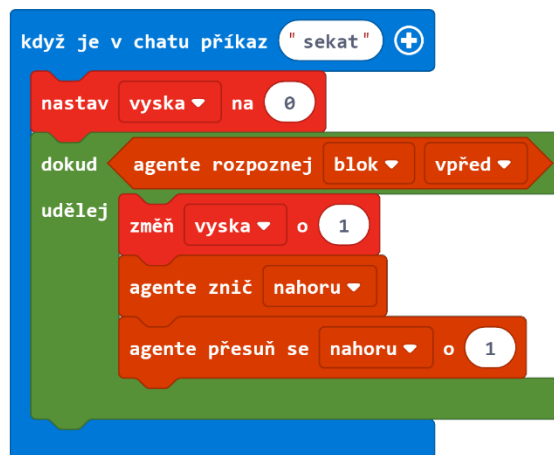 když je v chatu příkaz "sekat"
nastav vyska na 0
dokud agente rozpoznej blok vpřed
udělej
změň vyska o 1
agente znič nahoru
agente přesuň se nahoru o 1